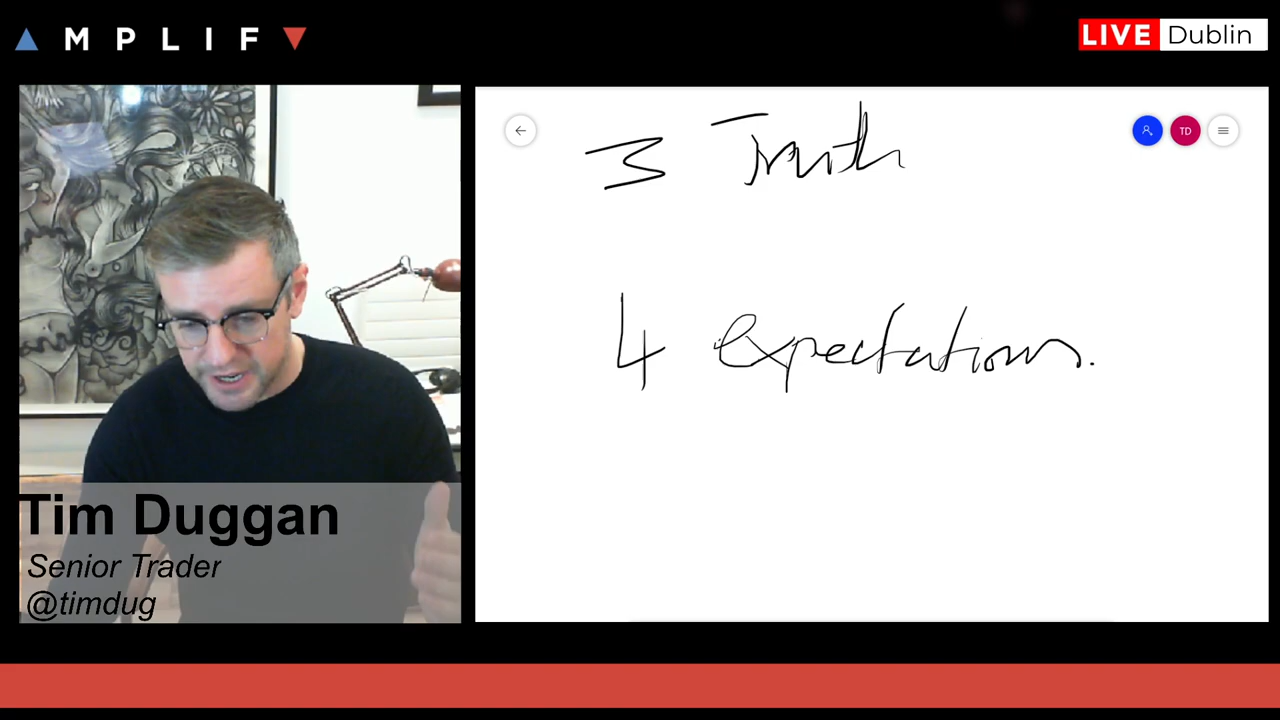 AMPLIFY
LIVE Dublin
3 Truth
TD
4 expectations.
Tim Duggan
Senior Trader
@timdug